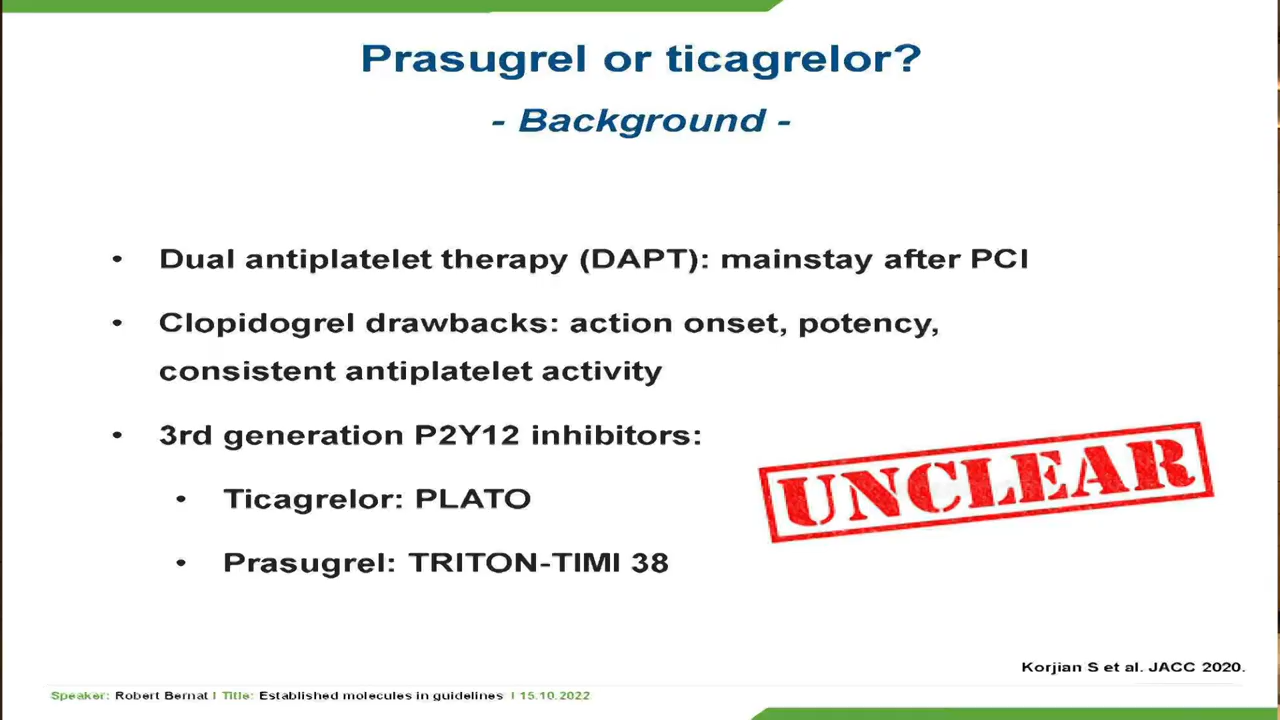 Prasugrel or ticagrelor?
- Background -
• Dual antiplatelet therapy (DAPT): mainstay after PCI
• Clopidogrel drawbacks: action onset, potency,
consistent antiplatelet activity
• 3rd generation P2Y12 inhibitors:
• Ticagrelor: PLATO
• Prasugrel: TRITON-TIMI 38
UNCLEAR
Korjian S et al. JACC 2020.
Speaker: Robert Bernat I Title: Established molecules in guidelines I 15.10.2022